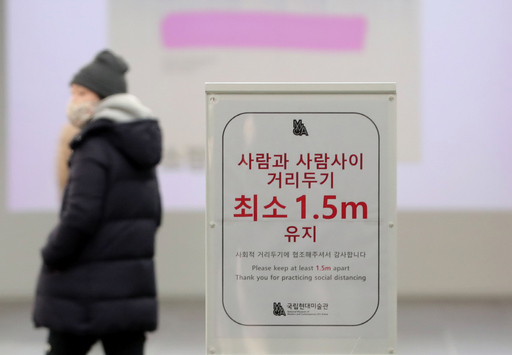 사람과 사람사이
거리두기
최소 1.5m
유지
사회적 거리두기에 협조해주셔서 감사합니다
Please keep at least 1.5m apart
Thank you for practicing social distancing
국립현대미술관